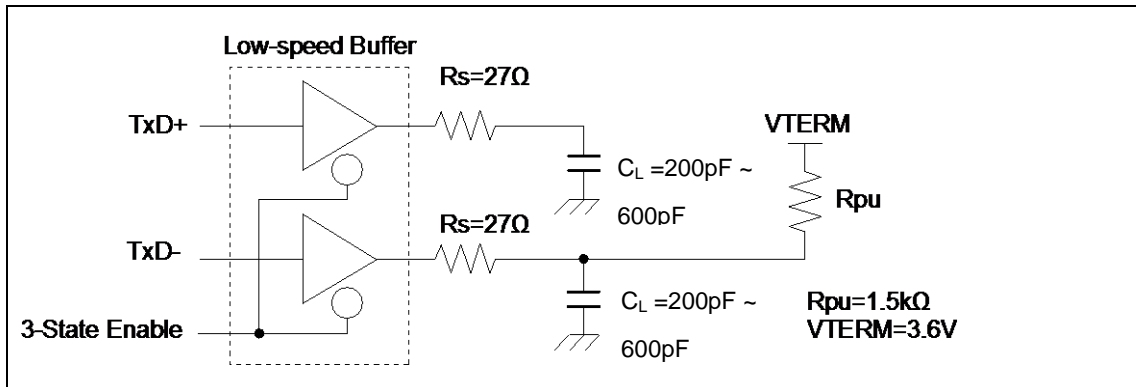 Low-speed Buffer
Rs=27Ω
TxD+
VTERM
C_L =200pF ~
600pF
Rpu
Rs=27Ω
TxD-
C_L =200pF ~
600pF
Rpu=1.5kΩ
VTERM=3.6V
3-State Enable